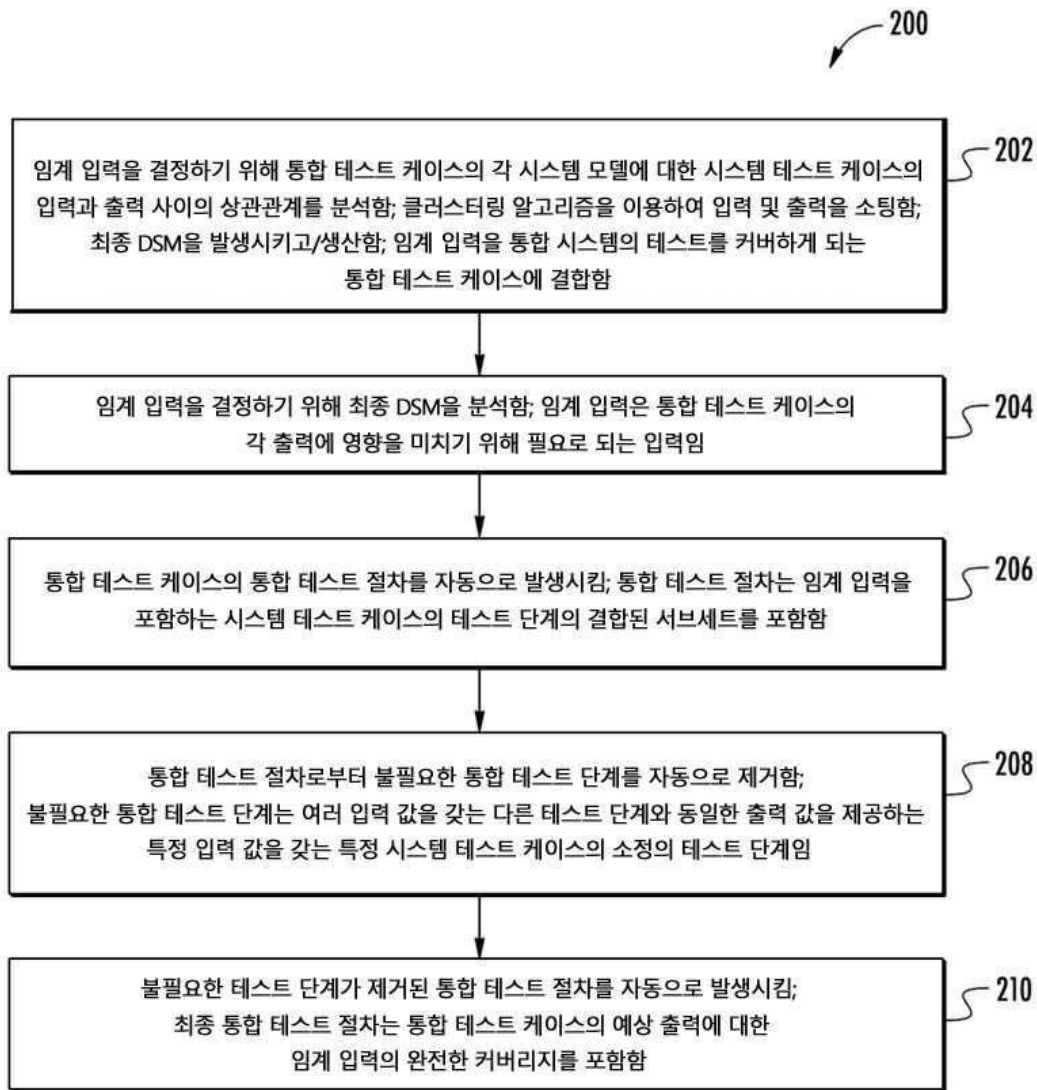 200
202
임계 입력을 결정하기 위해 통합 테스트 케이스의 각 시스템 모델에 대한 시스템 테스트 케이스의
입력과 출력 사이의 상관관계를 분석함; 클러스터링 알고리즘을 이용하여 입력 및 출력을 소팅함;
최종 DSM을 발생시키고/생산함; 임계 입력을 통합 시스템의 테스트를 커버하게 되는
통합 테스트 케이스에 결합함
204
임계 입력을 결정하기 위해 최종 DSM을 분석함; 임계 입력은 통합 테스트 케이스의
각 출력에 영향을 미치기 위해 필요로 되는 입력임
206
통합 테스트 케이스의 통합 테스트 절차를 자동으로 발생시킴; 통합 테스트 절차는 임계 입력을
포함하는 시스템 테스트 케이스의 테스트 단계의 결합된 서브세트를 포함함
208
통합 테스트 절차로부터 불필요한 통합 테스트 단계를 자동으로 제거함;
불필요한 통합 테스트 단계는 여러 입력 값을 갖는 다른 테스트 단계와 동일한 출력 값을 제공하는
특정 입력 값을 갖는 특정 시스템 테스트 케이스의 소정의 테스트 단계임
210
불필요한 테스트 단계가 제거된 통합 테스트 절차를 자동으로 발생시킴;
최종 통합 테스트 절차는 통합 테스트 케이스의 예상 출력에 대한
임계 입력의 완전한 커버리지를 포함함